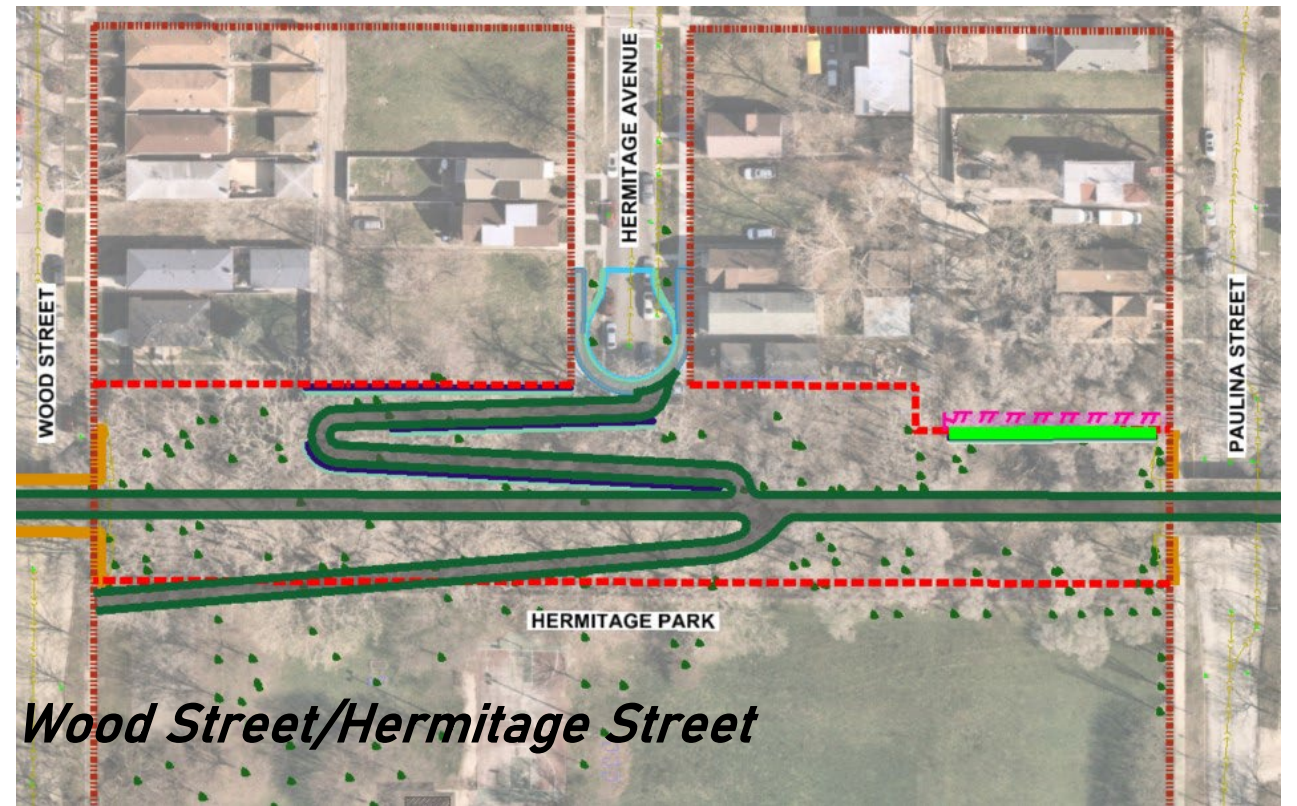 HERMITAGE AVENUE
WOOD STREET
PAULINA STREET
HERMITAGE PARK
Wood Street/Hermitage Street